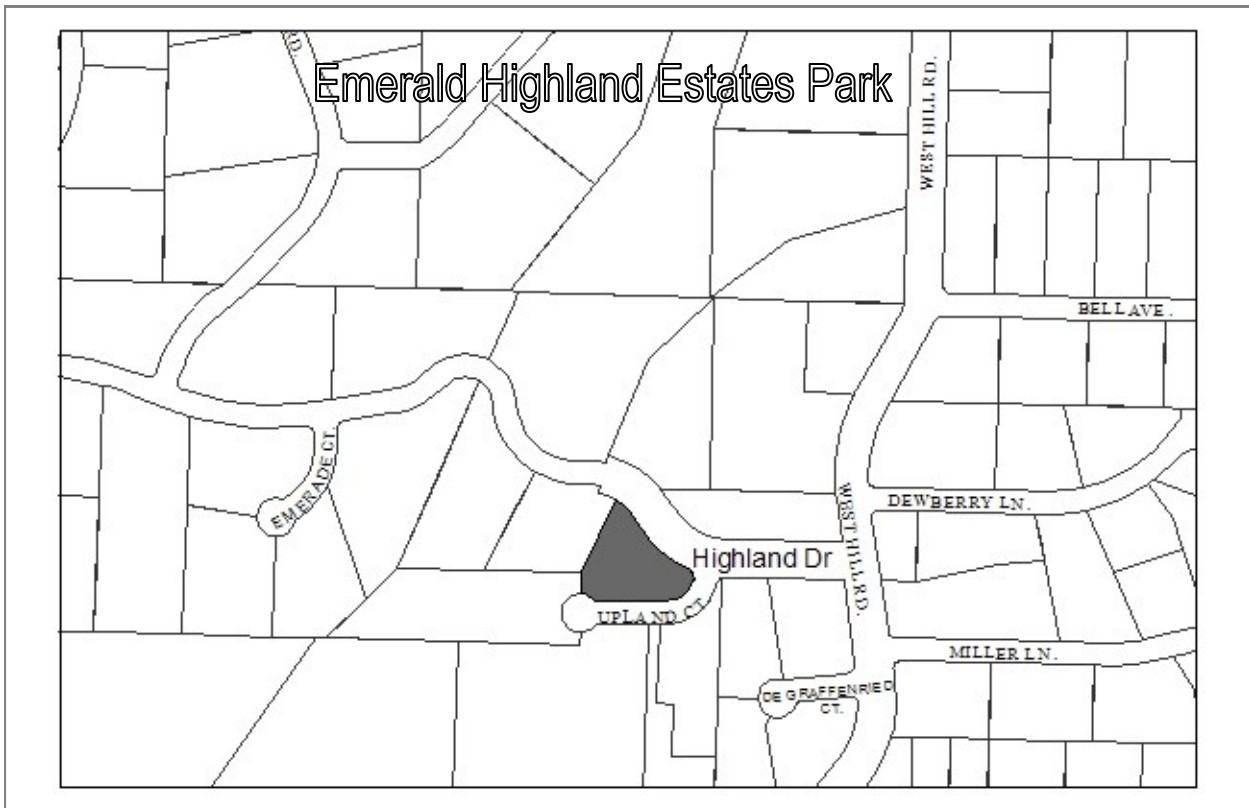 RD.
Emerald Highland Estates Park
WEST HILL RD.
BELL AVE.
EMERADE CT.
DEWBERRY LN.
WEST HILL RD.
Highland Dr
UPLAND CT.
MILLER LN.
DE GRAFFENRIED
CT.